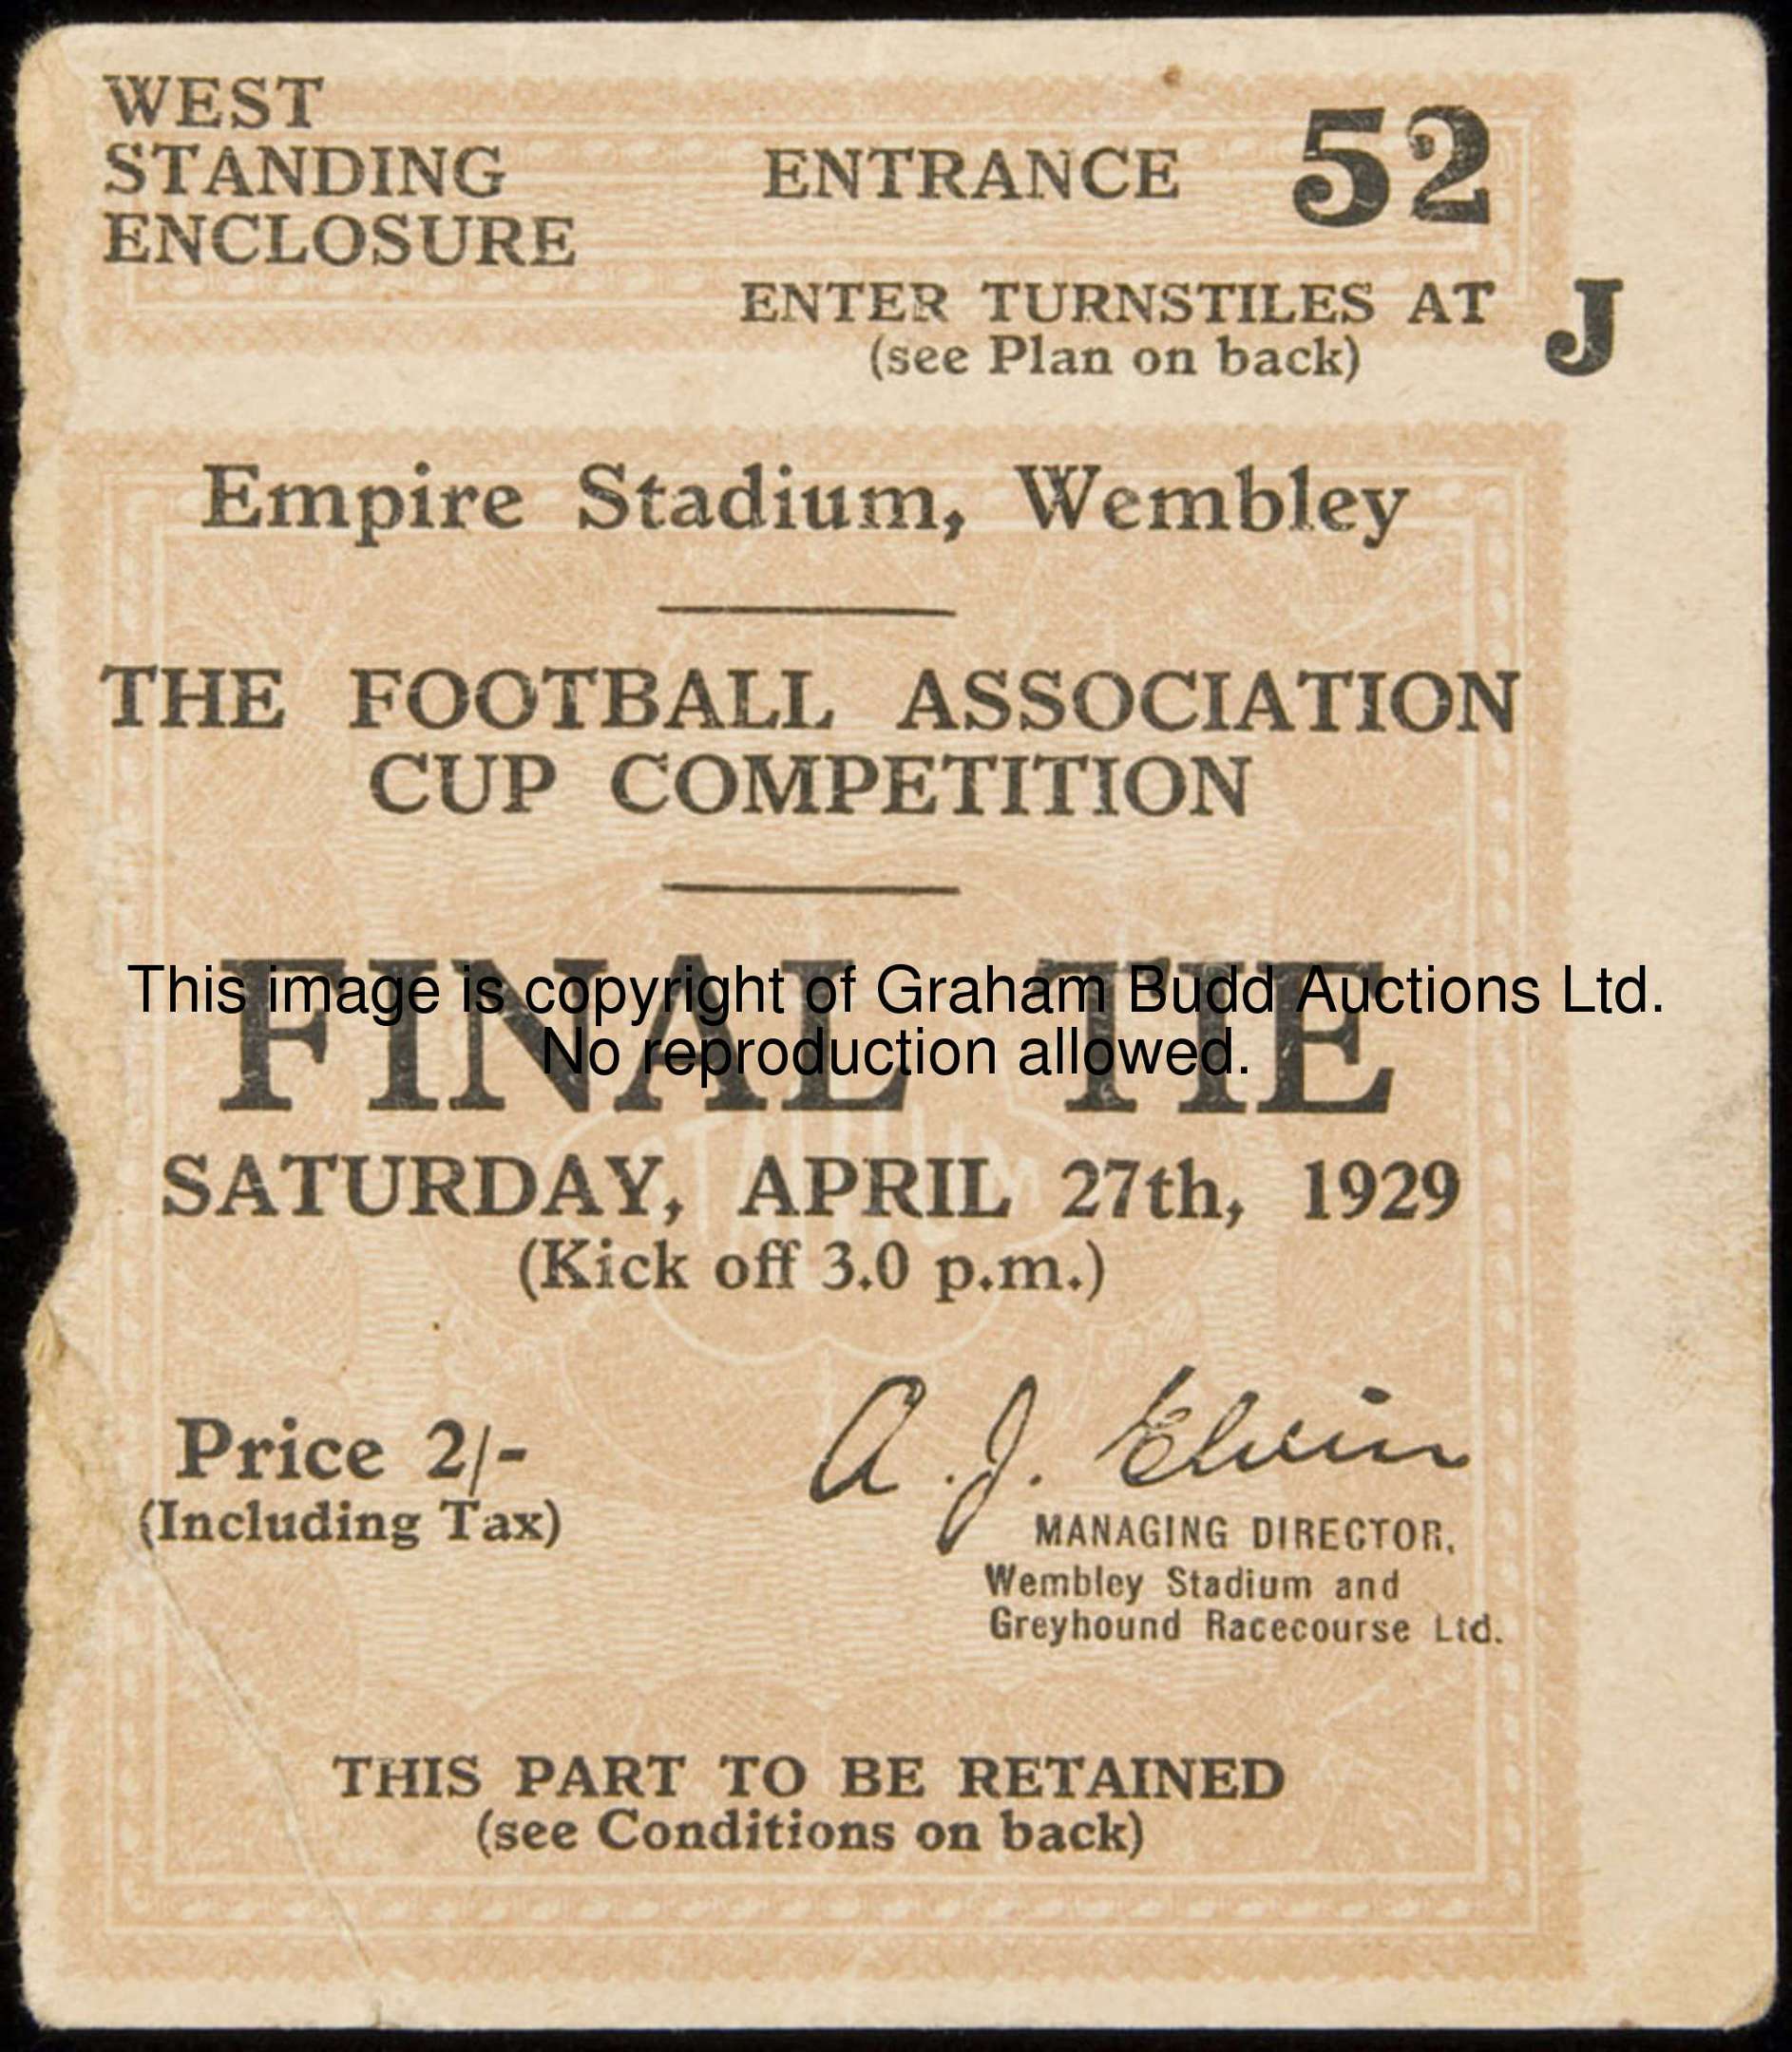 WEST
STANDING
ENCLOSURE
ENTRANCE 52
ENTER TURNSTILES AT J
(see Plan on back)
Empire Stadium, Wembley
THE FOOTBALL ASSOCIATION
CUP COMPETITION
FINAL TIE
This image is copyright of Graham Budd Auctions Ltd.
No reproduction allowed.
SATURDAY, APRIL 27th, 1929
(Kick off 3.0 p.m.)
Price 2/-
(Including Tax)
A. J. Elvin
MANAGING DIRECTOR,
Wembley Stadium and
Greyhound Racecourse Ltd.
THIS PART TO BE RETAINED
(see Conditions on back)